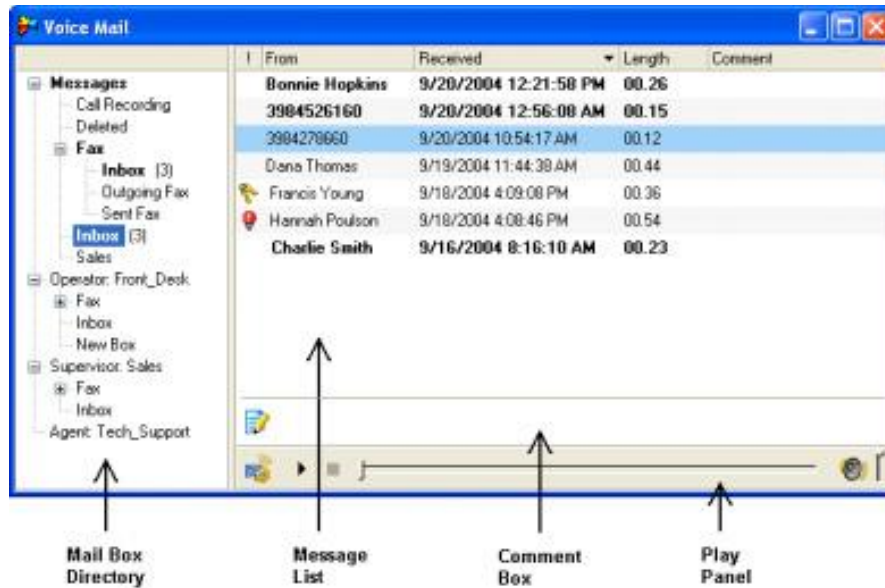 Voice Mail
! From Received Length Comment
Messages
Call Recording
Deleted
Fax
Inbox (3)
Outgoing Fax
Sent Fax
Inbox (3)
Sales
Operator: Front_Desk
Fax
Inbox
New Box
Supervisor: Sales
Fax
Inbox
Agent: Tech_Support
Bonnie Hopkins 9/20/2004 12:21:58 PM 00.26
3984526160 9/20/2004 12:56:08 AM 00.15
3984278660 9/20/2004 10:54:17 AM 00.12
Dana Thomas 9/19/2004 11:44:38 AM 00.44
Francis Young 9/18/2004 4:09:08 PM 00.36
Hannah Poulson 9/18/2004 4:08:46 PM 00.54
Charlie Smith 9/16/2004 8:16:10 AM 00.23
Mail Box
Directory
Message
List
Comment
Box
Play
Panel